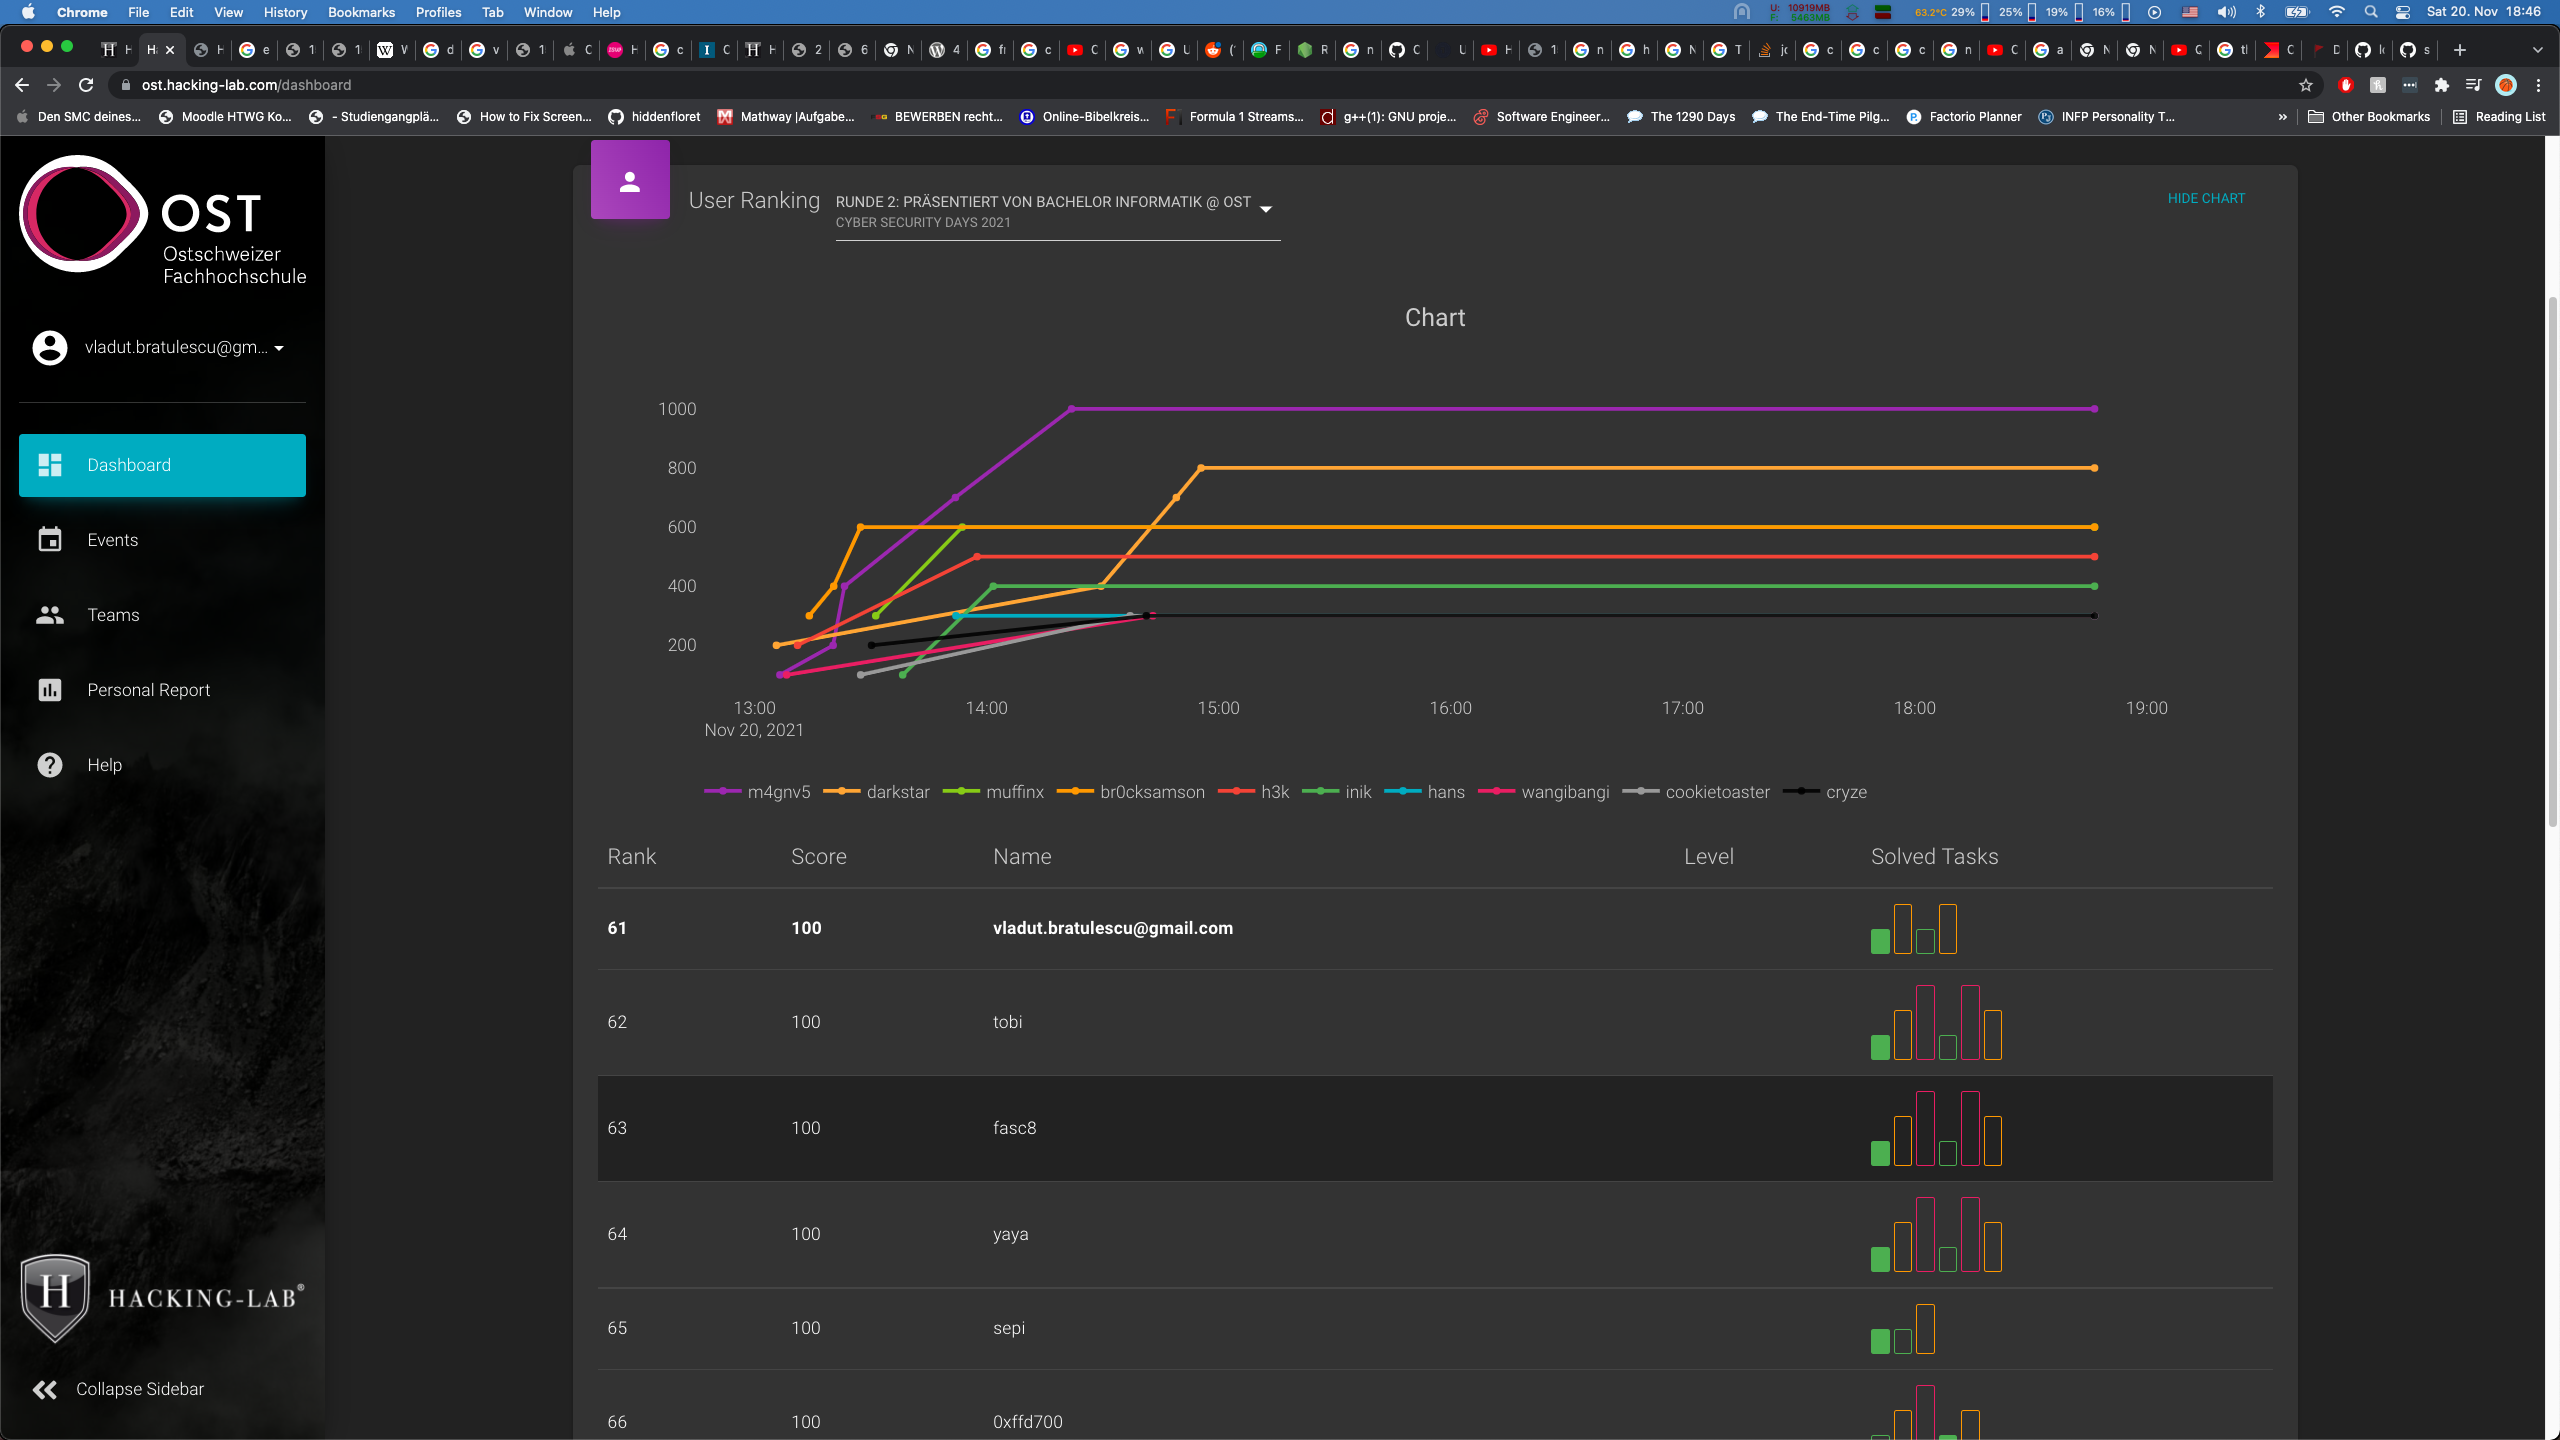 Chrome File Edit View History Bookmarks Profiles Tab Window Help
U: 10919MB
F: 5463MB
63.2°C 29% 25% 19% 16% Sat 20. Nov 18:46
ost.hacking-lab.com/dashboard
Den SMC deines... Moodle HTWG Ko... - Studiengangplä... How to Fix Screen... hiddenfloret Mathway |Aufgabe... BEWERBEN recht... Online-Bibelkreis... Formula 1 Streams... g++(1): GNU proje... Software Engineer... The 1290 Days The End-Time Pilg... Factorio Planner INFP Personality T... » Other Bookmarks Reading List
OST
Ostschweizer
Fachhochschule
vladut.bratulescu@gm...
Dashboard
Events
Teams
Personal Report
Help
HACKING-LAB®
Collapse Sidebar
User Ranking
RUNDE 2: PRÄSENTIERT VON BACHELOR INFORMATIK @ OST
CYBER SECURITY DAYS 2021
HIDE CHART
Chart
1000
800
600
400
200
13:00 14:00 15:00 16:00 17:00 18:00 19:00
Nov 20, 2021
m4gnv5 darkstar muffinx br0cksamson h3k inik hans wangibangi cookietoaster cryze
Rank Score Name Level Solved Tasks
61 100 vladut.bratulescu@gmail.com
62 100 tobi
63 100 fasc8
64 100 yaya
65 100 sepi
66 100 0xffd700